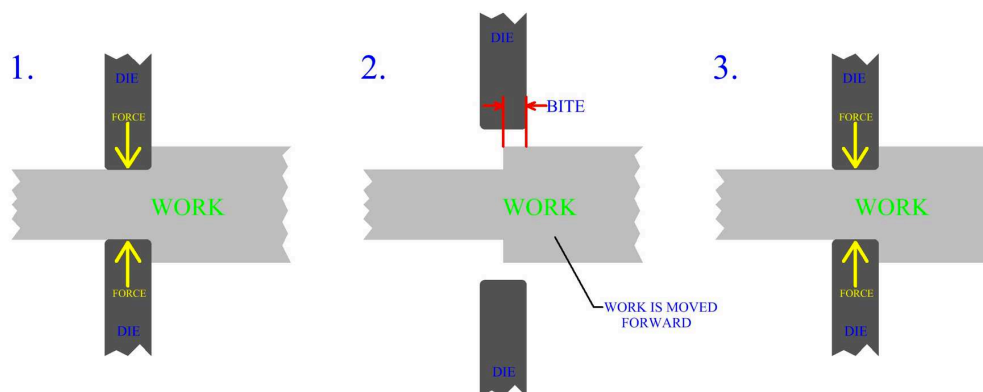 1.
DIE
FORCE
WORK
FORCE
DIE
2.
DIE
BITE
WORK
WORK IS MOVED
FORWARD
DIE
3.
DIE
FORCE
WORK
FORCE
DIE